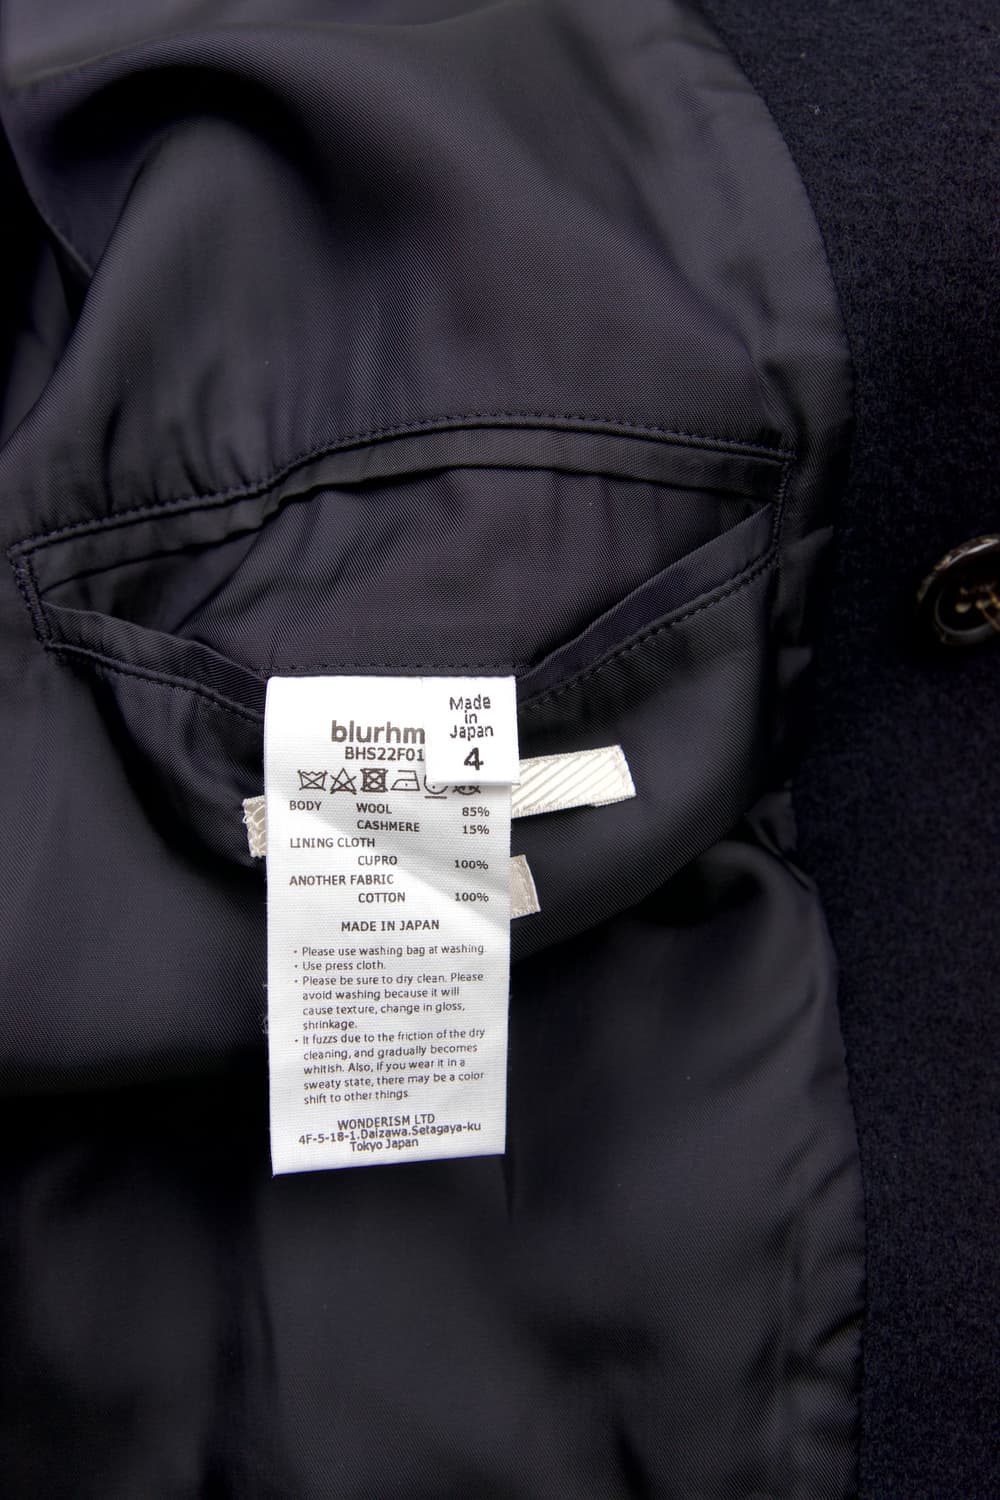 Made
in
Japan
4
blurhm
BHS22F01
BODY WOOL 85%
CASHMERE 15%
LINING CLOTH
CUPRO 100%
ANOTHER FABRIC
COTTON 100%
MADE IN JAPAN
・Please use washing bag at washing.
・Use press cloth.
・Please be sure to dry clean. Please
avoid washing because it will
cause texture, change in gloss,
shrinkage.
・It fuzzs due to the friction of the dry
cleaning, and gradually becomes
whitish. Also, if you wear it in a
sweaty state, there may be a color
shift to other things.
WONDERISM LTD
4F-5-18-1.Daizawa.Setagaya-ku
Tokyo Japan